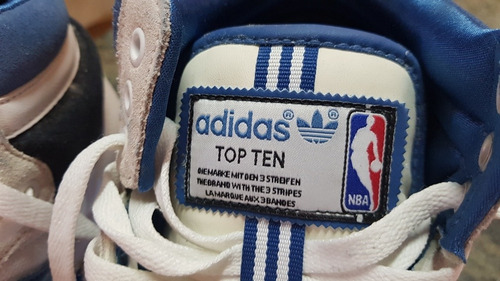 adidas®®
TOP TEN
DIE MARKE MIT DEN 3 STREIFEN
THE BRAND WITH THE 3 STRIPES
LA MARQUE AUX 3 BANDES
NBA